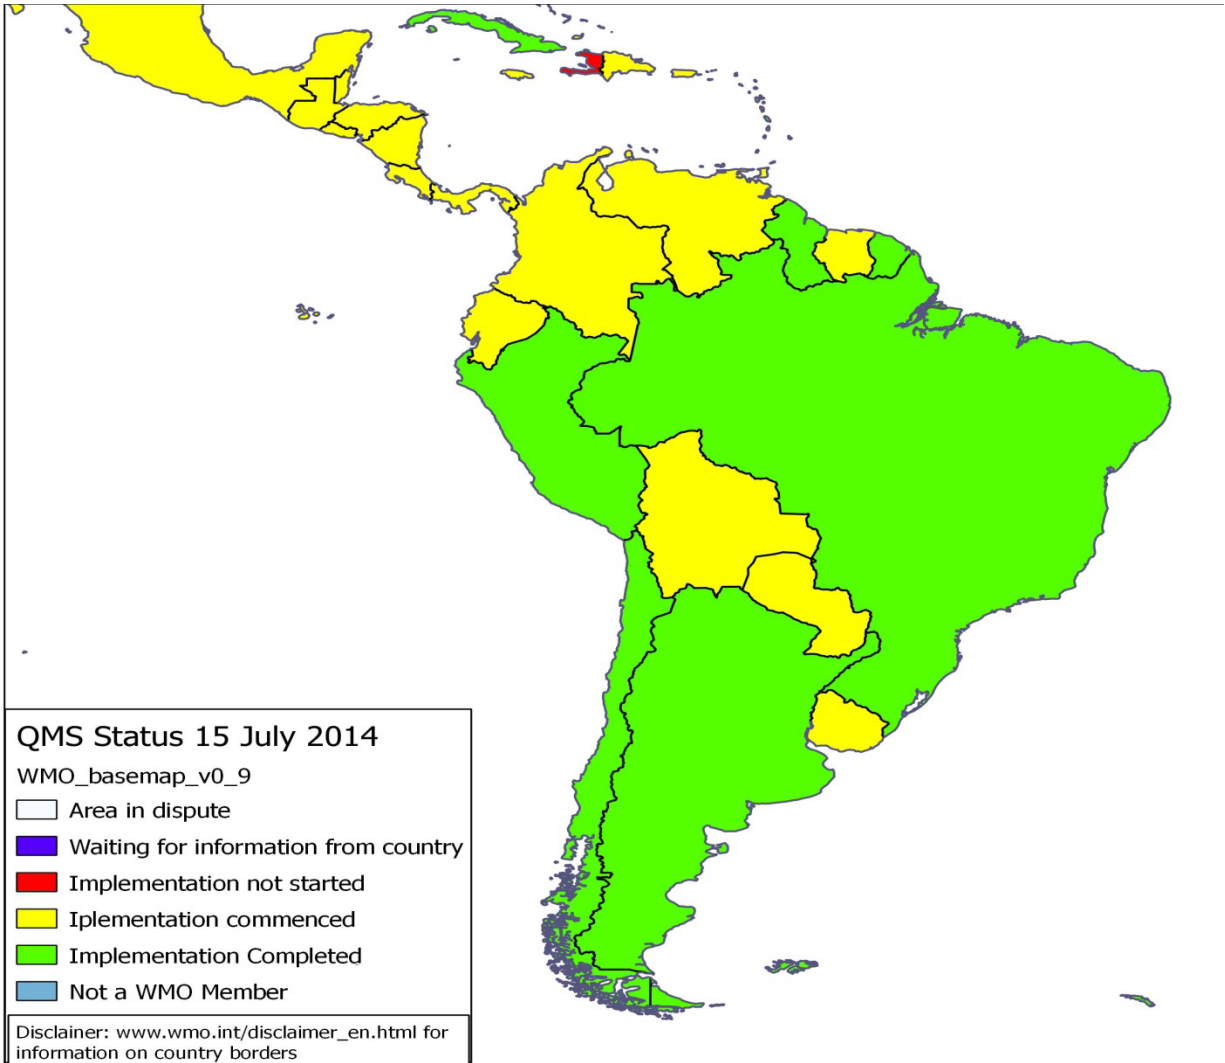 QMS Status 15 July 2014
WMO_basemap_v0_9
Area in dispute
Waiting for information from country
Implementation not started
Iplementation commenced
Implementation Completed
Not a WMO Member
Disclainer: www.wmo.int/disclaimer_en.html for
information on country borders